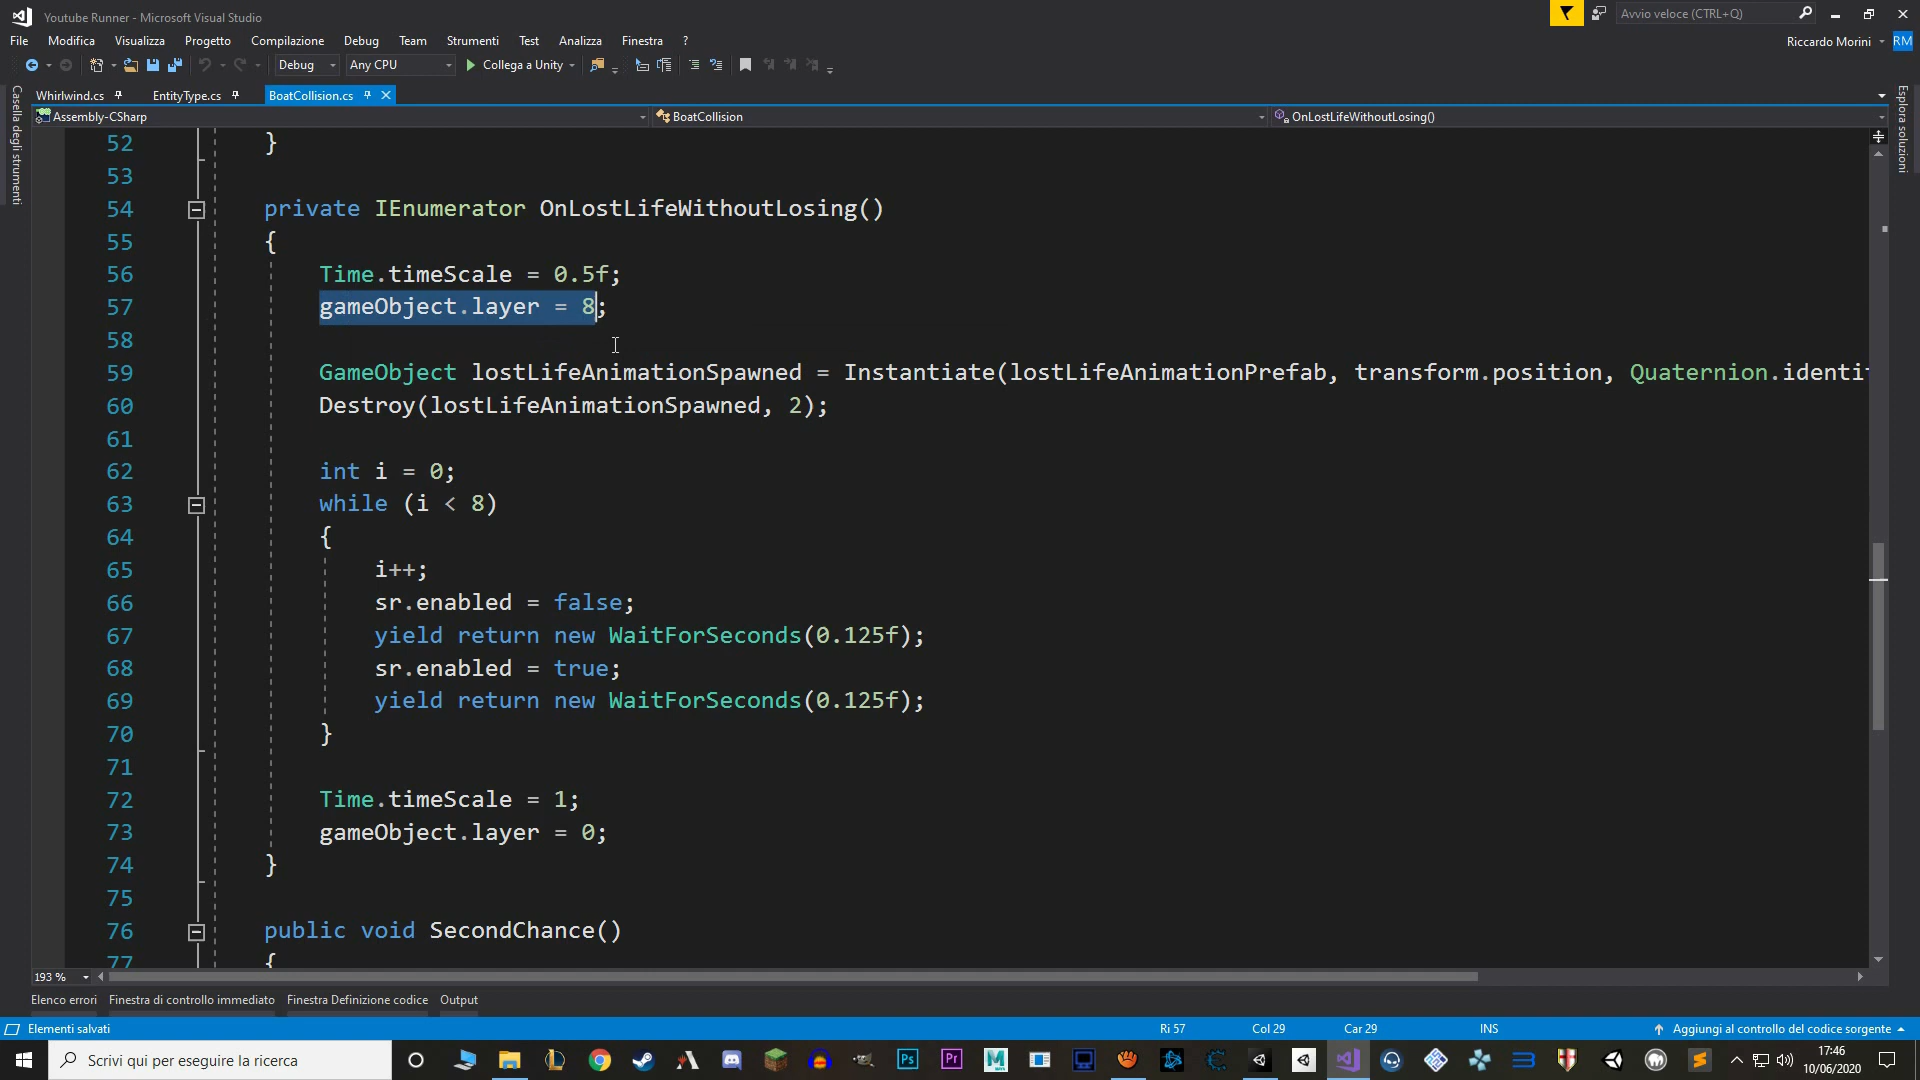 Youtube Runner - Microsoft Visual Studio
Avvio veloce (CTRL+Q)
File Modifica Visualizza Progetto Compilazione Debug Team Strumenti Test Analizza Finestra ?
Riccardo Morini RM
Debug Any CPU Collega a Unity
Whirlwind.cs EntityType.cs BoatCollision.cs
Assembly-CSharp BoatCollision OnLostLifeWithoutLosing()
Casella degli strumenti
Esplora soluzioni
52 }
53
54 private IEnumerator OnLostLifeWithoutLosing()
55 {
56 Time.timeScale = 0.5f;
57 gameObject.layer = 8;
58
59 GameObject lostLifeAnimationSpawned = Instantiate(lostLifeAnimationPrefab, transform.position, Quaternion.identit
60 Destroy(lostLifeAnimationSpawned, 2);
61
62 int i = 0;
63 while (i < 8)
64 {
65 i++;
66 sr.enabled = false;
67 yield return new WaitForSeconds(0.125f);
68 sr.enabled = true;
69 yield return new WaitForSeconds(0.125f);
70 }
71
72 Time.timeScale = 1;
73 gameObject.layer = 0;
74 }
75
76 public void SecondChance()
77 {
193 %
Elenco errori Finestra di controllo immediato Finestra Definizione codice Output
Elementi salvati Ri 57 Col 29 Car 29 INS Aggiungi al controllo del codice sorgente
Scrivi qui per eseguire la ricerca
Ps Pr M
17:46
10/06/2020